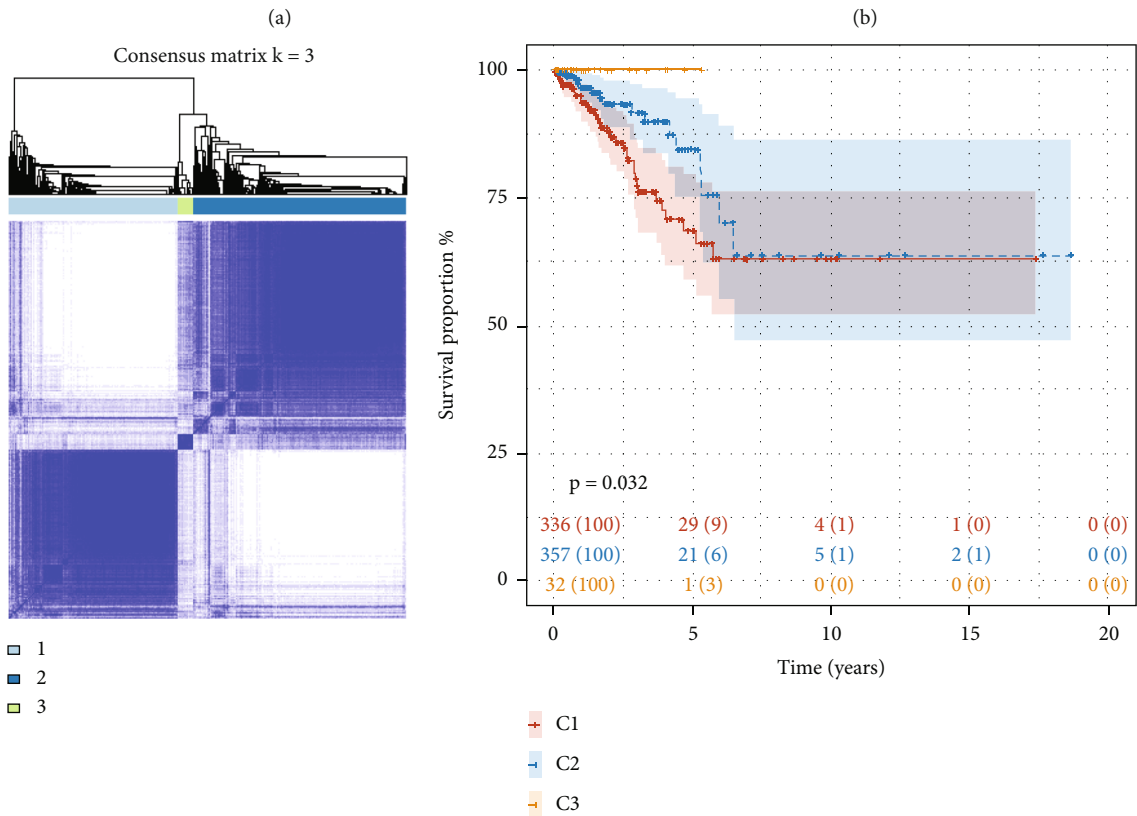 (a)
Consensus matrix k = 3
1
2
3
(b)
Survival proportion %
100
75
50
25
0
p = 0.032
336 (100) 29 (9) 4 (1) 1 (0) 0 (0)
357 (100) 21 (6) 5 (1) 2 (1) 0 (0)
32 (100) 1 (3) 0 (0) 0 (0) 0 (0)
0 5 10 15 20
Time (years)
C1
C2
C3